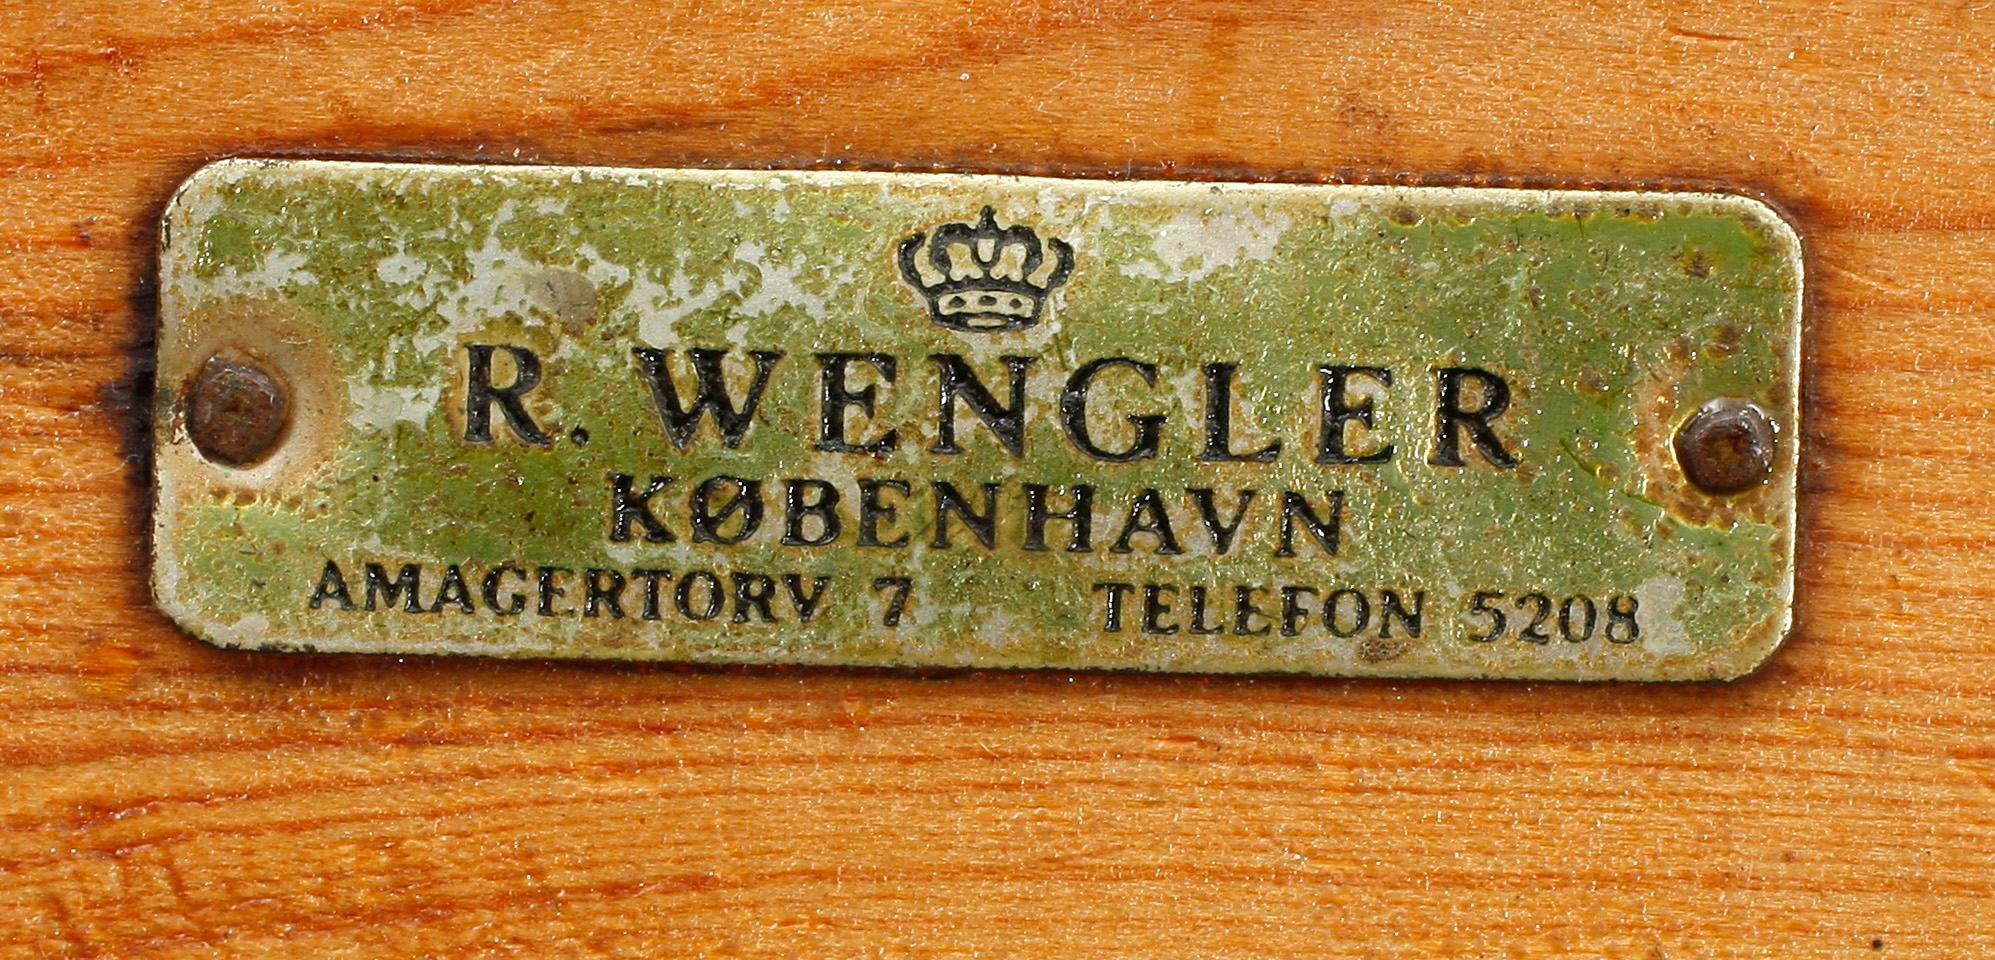 R. WENGLER
KØBENHAVN
AMAGERTORV 7 TELEFON 5208